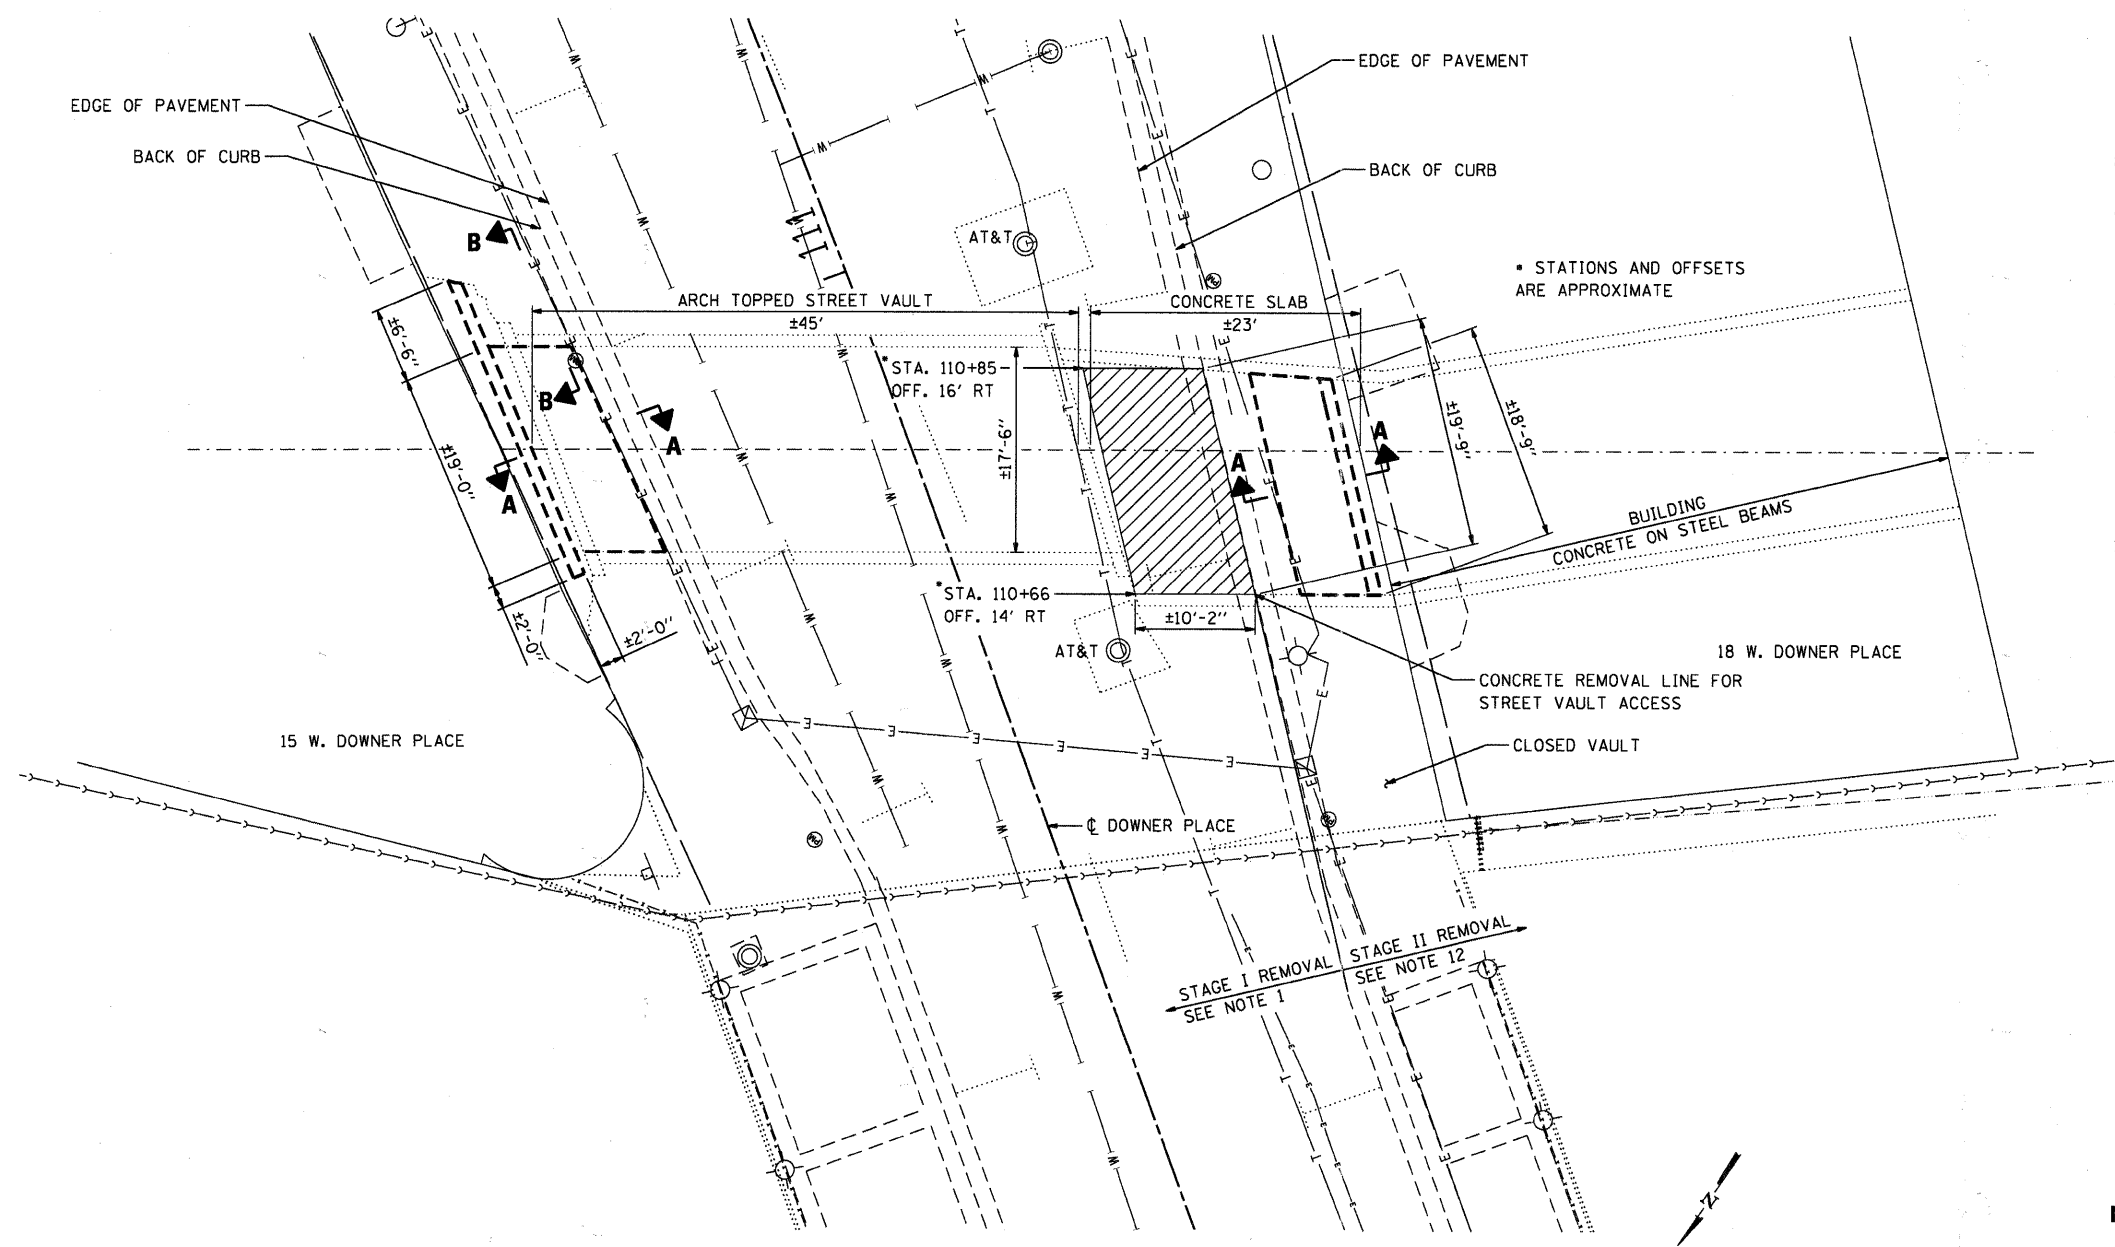 EDGE OF PAVEMENT
BACK OF CURB
EDGE OF PAVEMENT
BACK OF CURB
AT&T
111
B
B
A
A
A
A
ARCH TOPPED STREET VAULT
±45'
CONCRETE SLAB
±23'
* STATIONS AND OFFSETS
ARE APPROXIMATE
*STA. 110+85
OFF. 16' RT
±6'-6"
±19'-0"
±2'-0"
±2'-0"
±17'-6"
±19'-9"
±18'-9"
BUILDING
CONCRETE ON STEEL BEAMS
*STA. 110+66
OFF. 14' RT
±10'-2"
AT&T
18 W. DOWNER PLACE
CONCRETE REMOVAL LINE FOR
STREET VAULT ACCESS
15 W. DOWNER PLACE
CLOSED VAULT
℄ DOWNER PLACE
STAGE I REMOVAL
SEE NOTE 1
STAGE II REMOVAL
SEE NOTE 12
Z